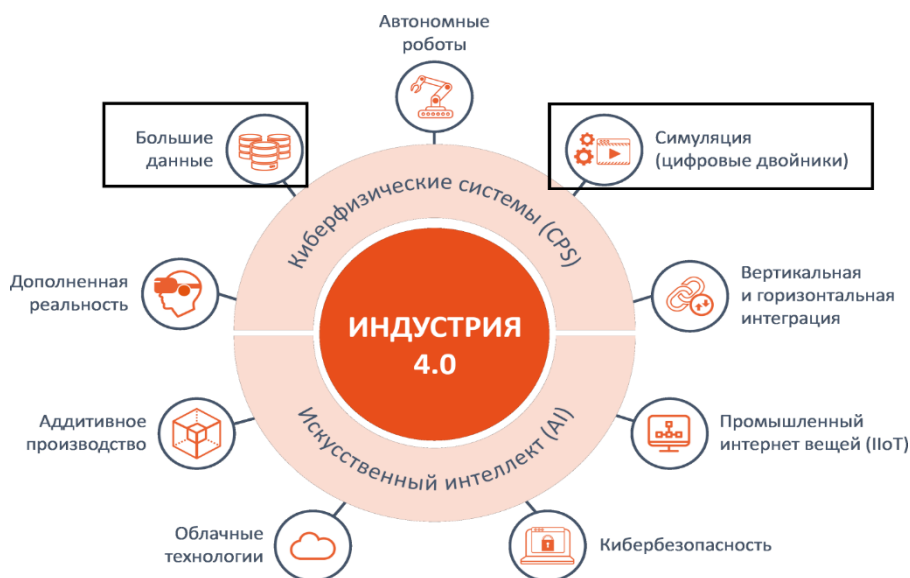 Автономные
роботы
Большие
данные
Симуляция
(цифровые двойники)
Киберфизические системы (CPS)
Дополненная
реальность
Вертикальная
и горизонтальная
интеграция
ИНДУСТРИЯ
4.0
Аддитивное
производство
Промышленный
интернет вещей (IIoT)
Искусственный интеллект (AI)
Облачные
технологии
Кибербезопасность